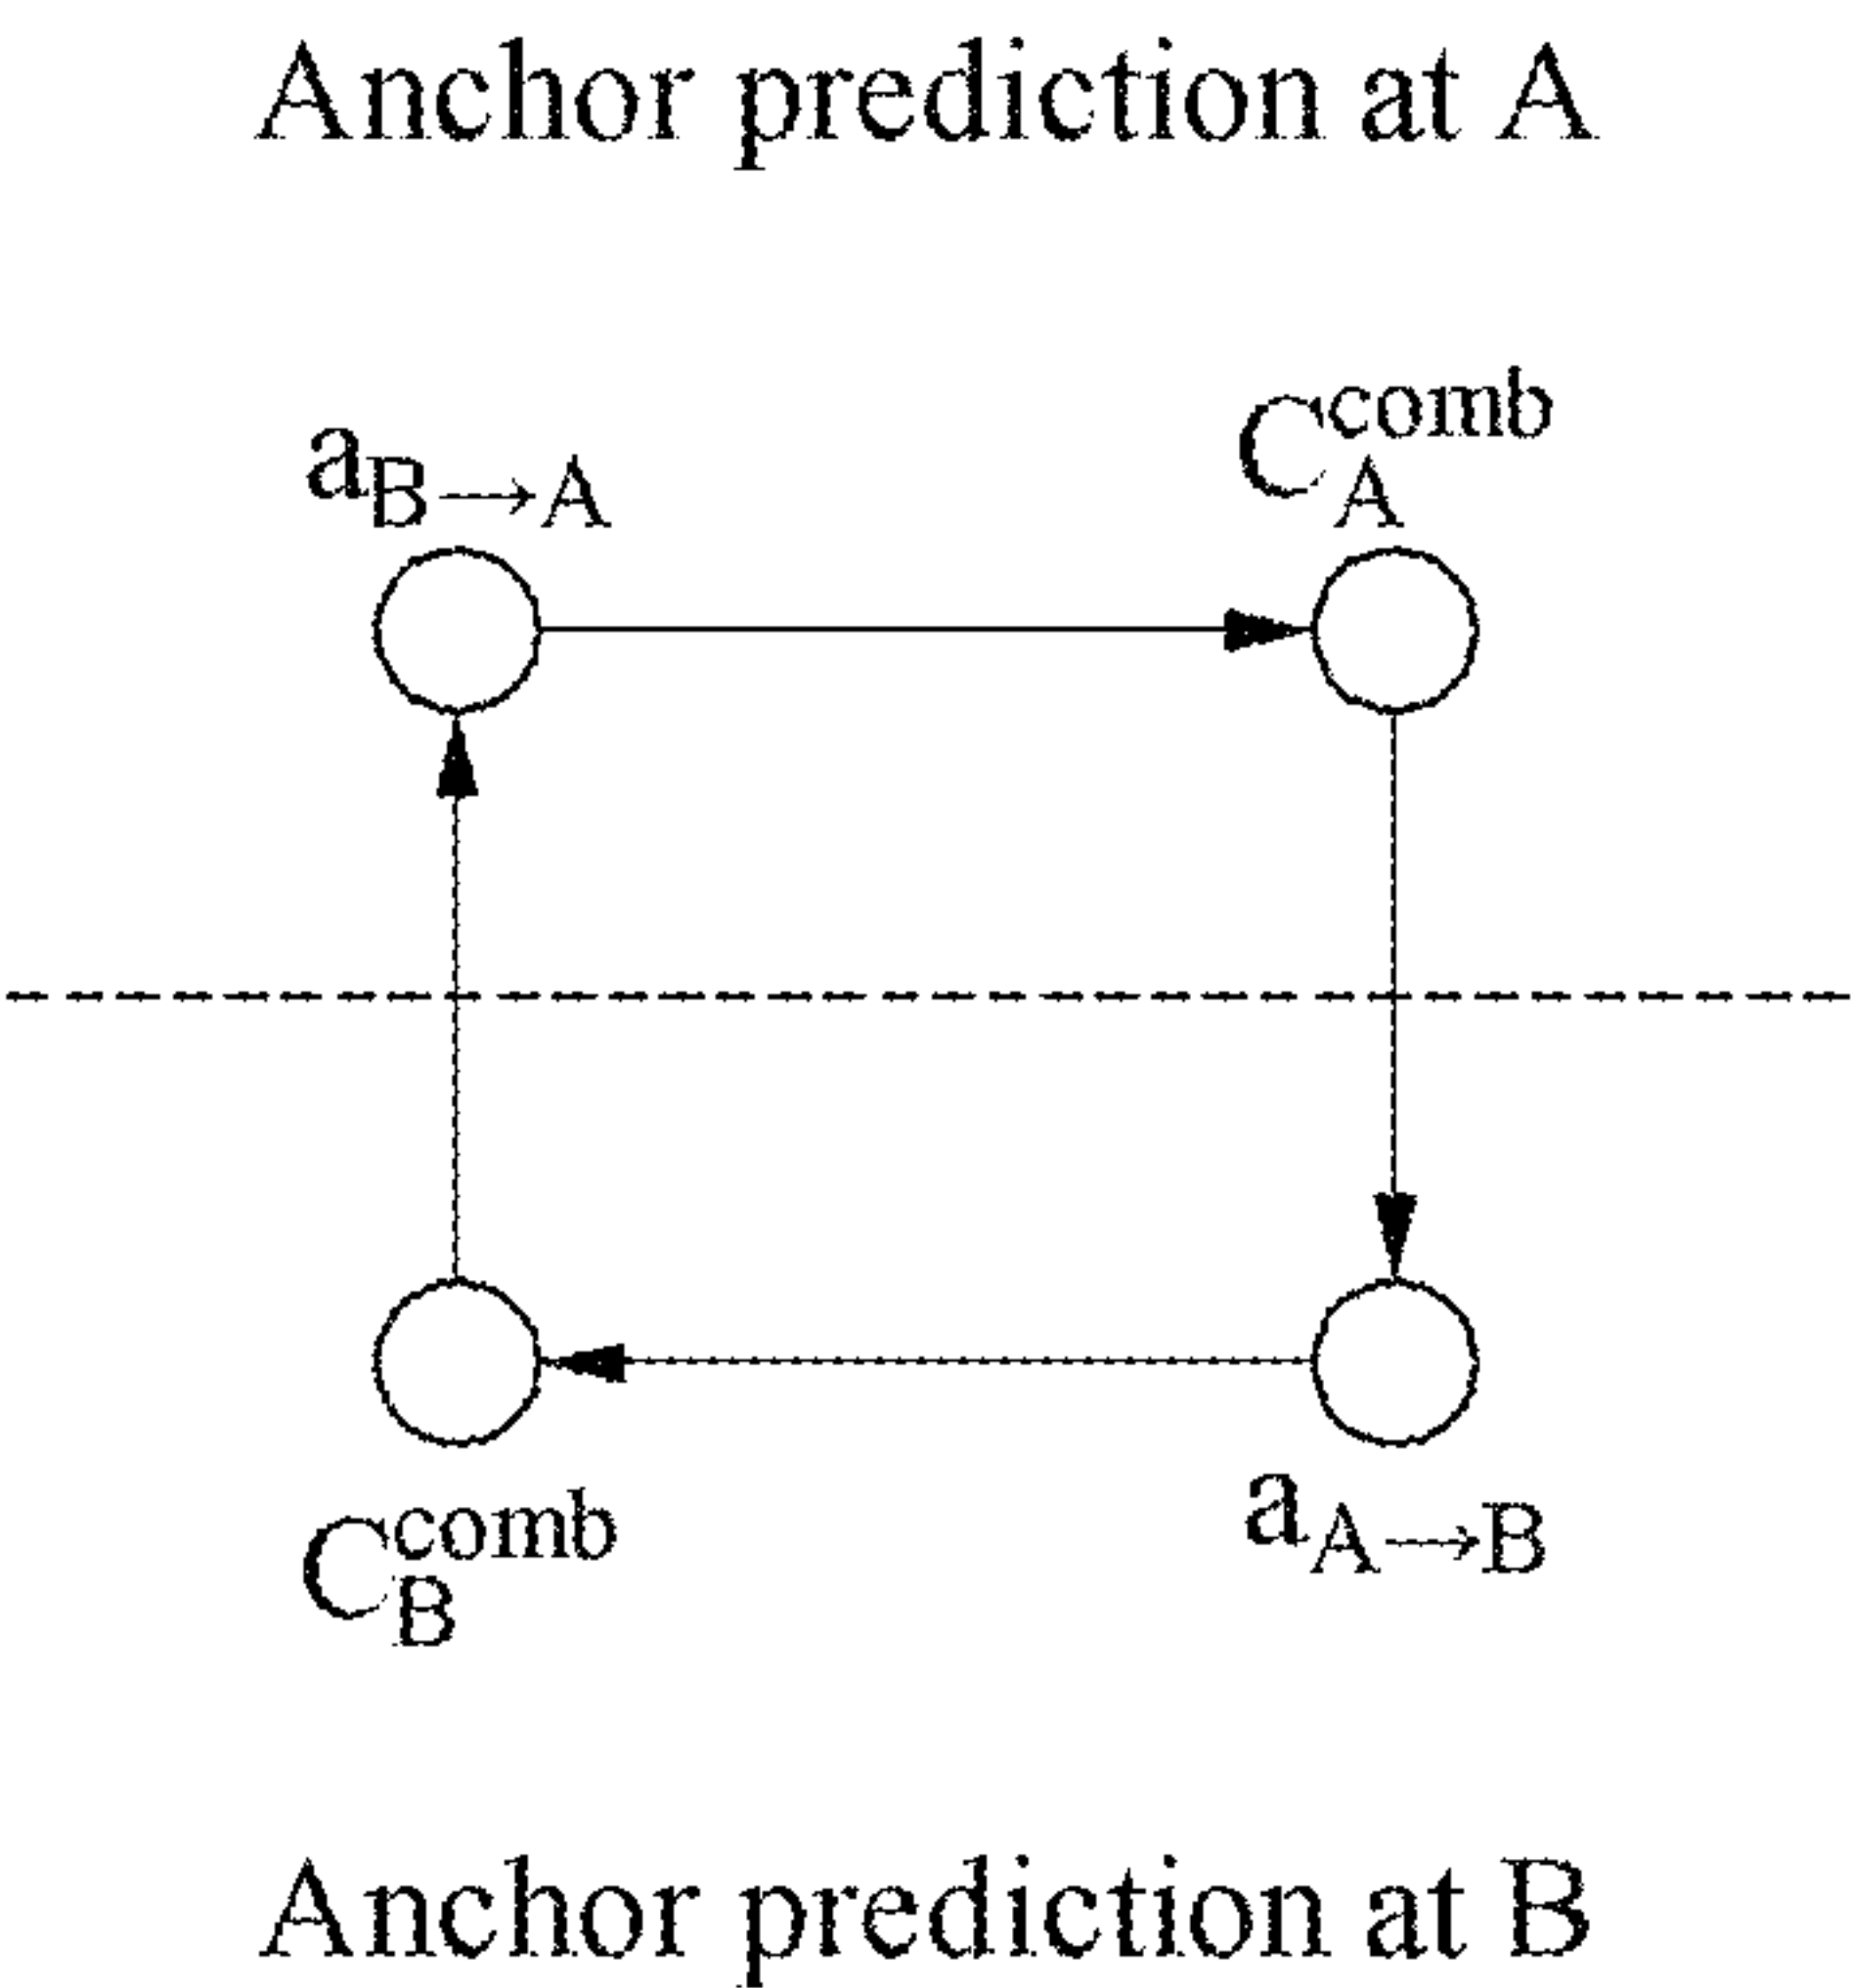 Anchor prediction at A
a_{B→A} C_A^{comb}
C_B^{comb} a_{A→B}
Anchor prediction at B